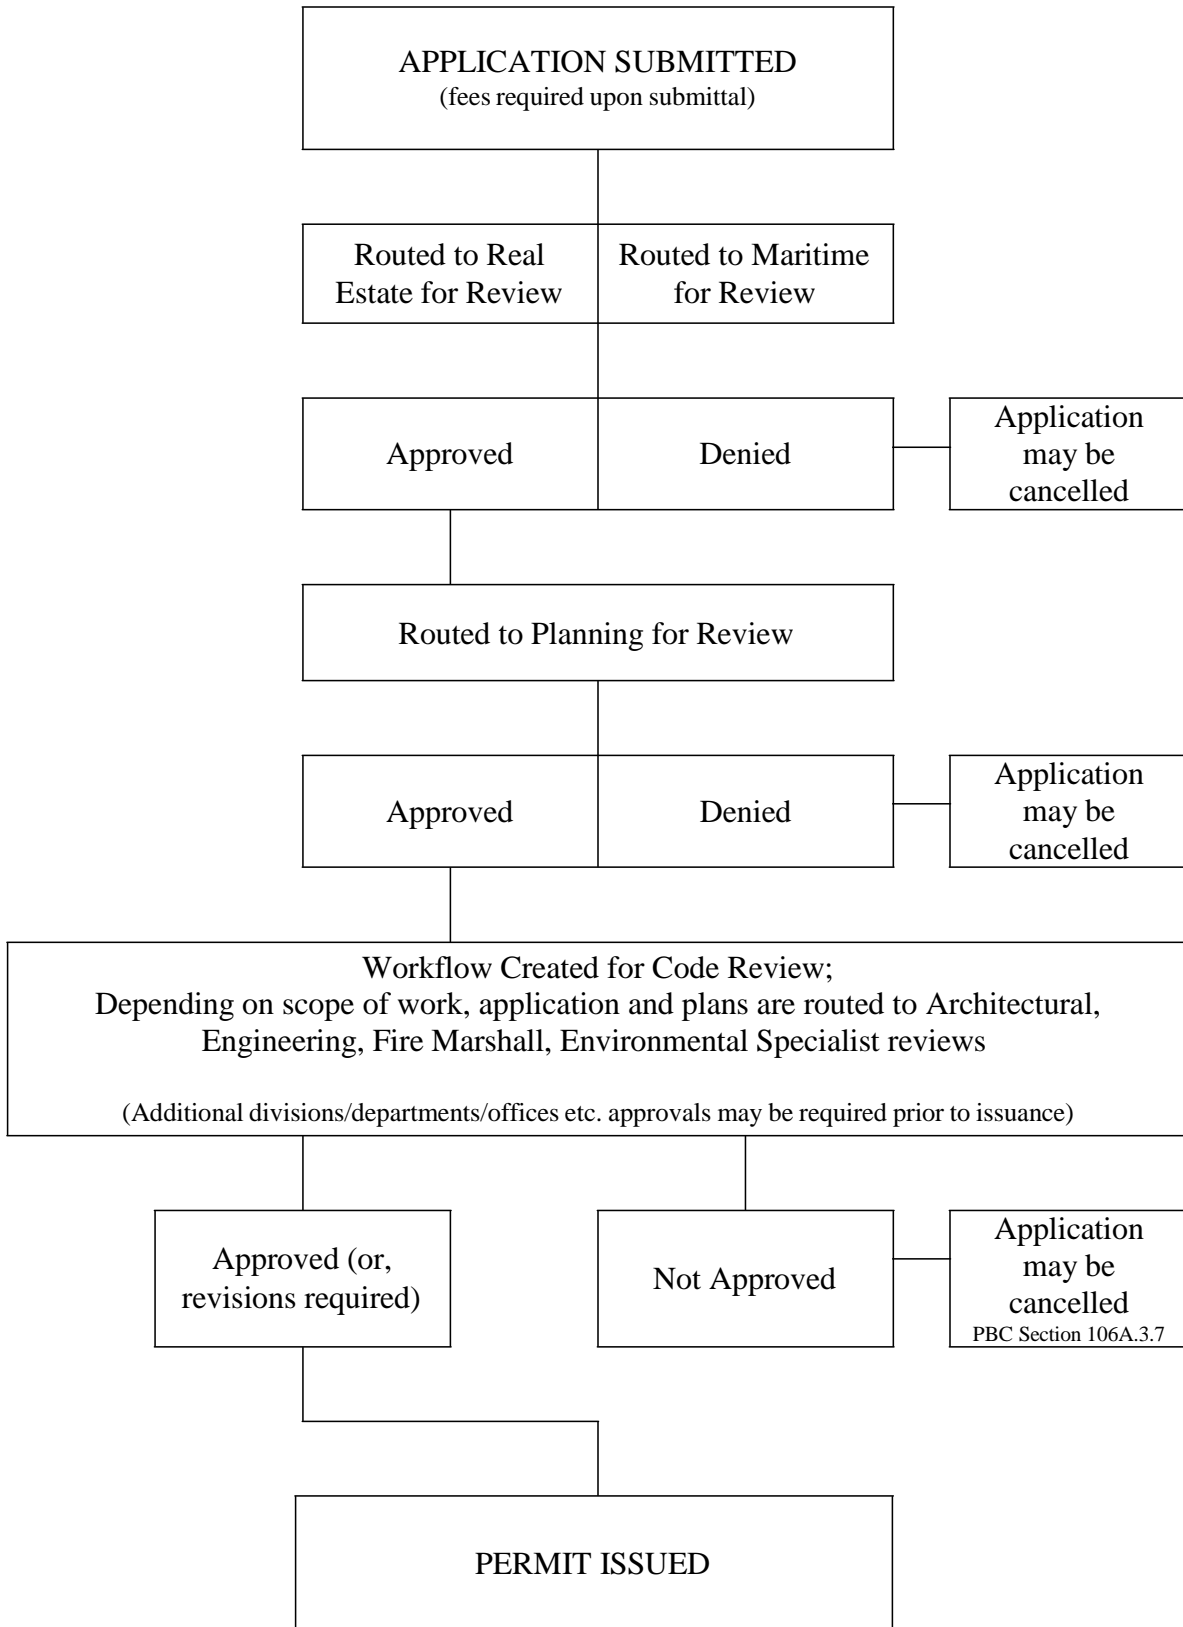 APPLICATION SUBMITTED
(fees required upon submittal)
Routed to Real
Estate for Review
Routed to Maritime
for Review
Approved
Denied
Application
may be
cancelled
Routed to Planning for Review
Approved
Denied
Application
may be
cancelled
Workflow Created for Code Review;
Depending on scope of work, application and plans are routed to Architectural,
Engineering, Fire Marshall, Environmental Specialist reviews
(Additional divisions/departments/offices etc. approvals may be required prior to issuance)
Approved (or,
revisions required)
Not Approved
Application
may be
cancelled
PBC Section 106A.3.7
PERMIT ISSUED